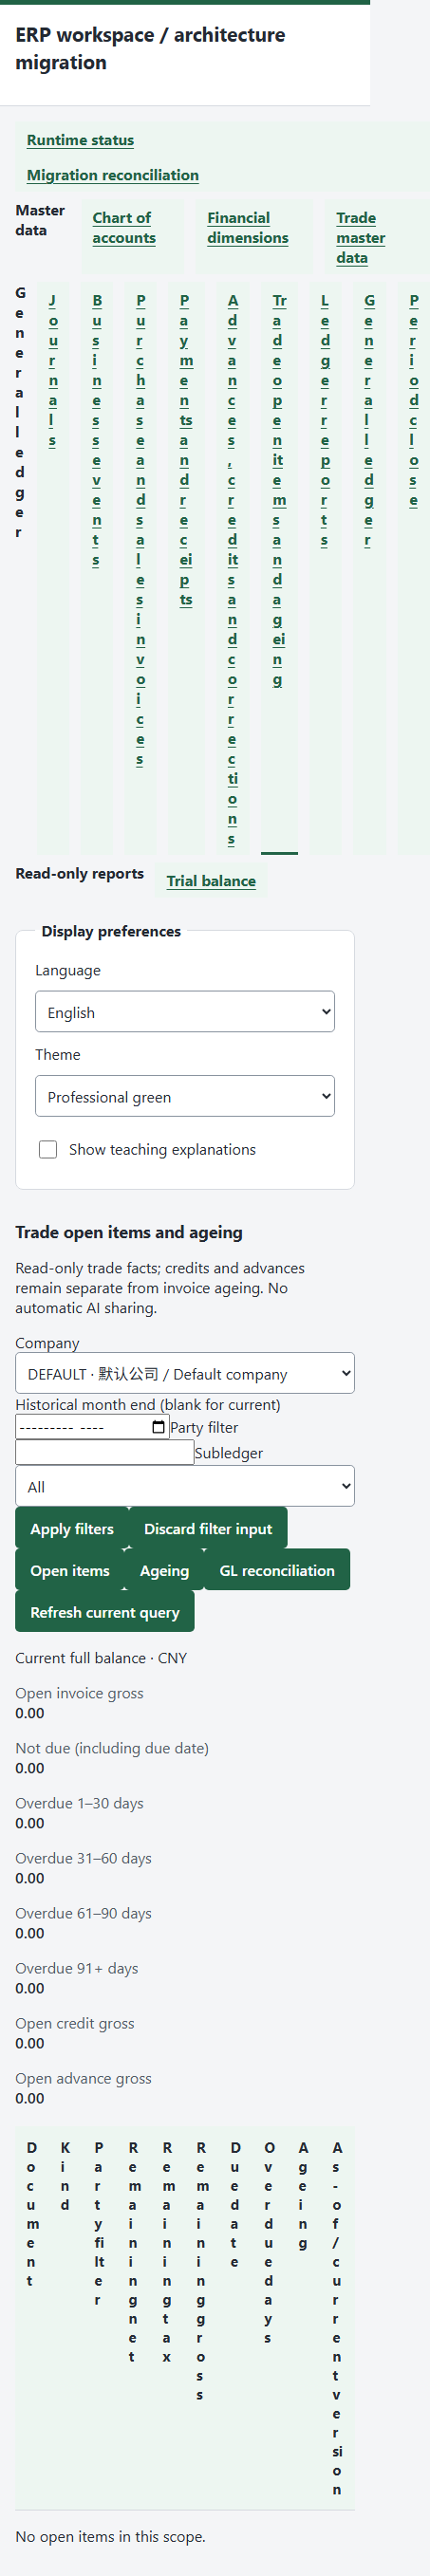 ERP workspace / architecture
migration
Runtime status
Migration reconciliation
Master
data
Chart of
accounts
Financial
dimensions
Trade
master
data
General ledger
Journals
Business events
Purchase and sales invoices
Payments and receipts
Advances, credits and corrections
Trade open items and ageing
Ledger reports
General ledger
Period close
Read-only reports
Trial balance
Display preferences
Language
English
Theme
Professional green
Show teaching explanations
Trade open items and ageing
Read-only trade facts; credits and advances
remain separate from invoice ageing. No
automatic AI sharing.
Company
DEFAULT · 默认公司 / Default company
Historical month end (blank for current)
--------- ---- Party filter
Subledger
All
Apply filters Discard filter input
Open items Ageing GL reconciliation
Refresh current query
Current full balance · CNY
Open invoice gross
0.00
Not due (including due date)
0.00
Overdue 1–30 days
0.00
Overdue 31–60 days
0.00
Overdue 61–90 days
0.00
Overdue 91+ days
0.00
Open credit gross
0.00
Open advance gross
0.00
Document
Kind
Party filter
Remaining net
Remaining tax
Remaining gross
Due date
Overdue days
Ageing
As-of / current version
No open items in this scope.